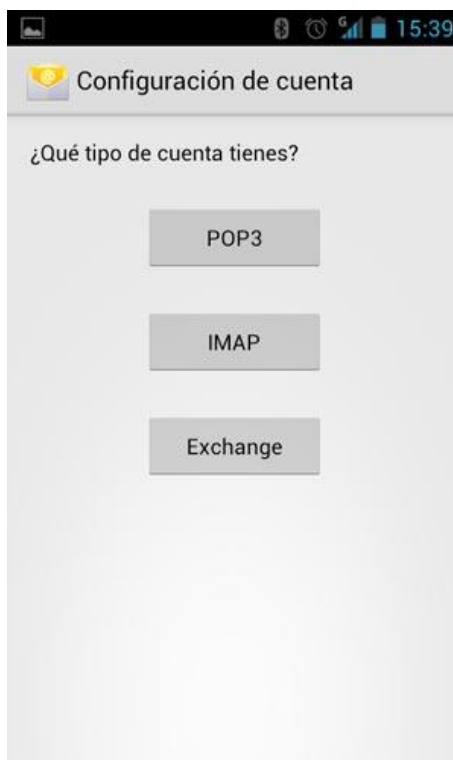 G 15:39
Configuración de cuenta
¿Qué tipo de cuenta tienes?
POP3
IMAP
Exchange